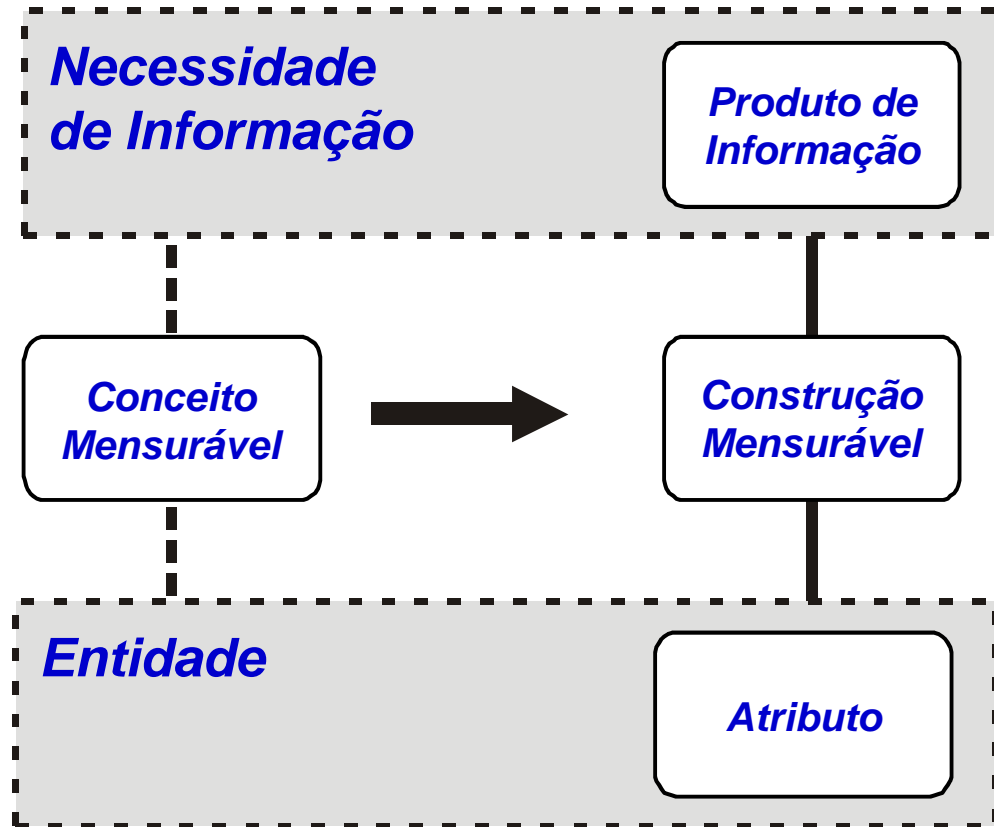 Necessidade
de Informação
Produto de
Informação
Conceito
Mensurável
Construção
Mensurável
Entidade
Atributo